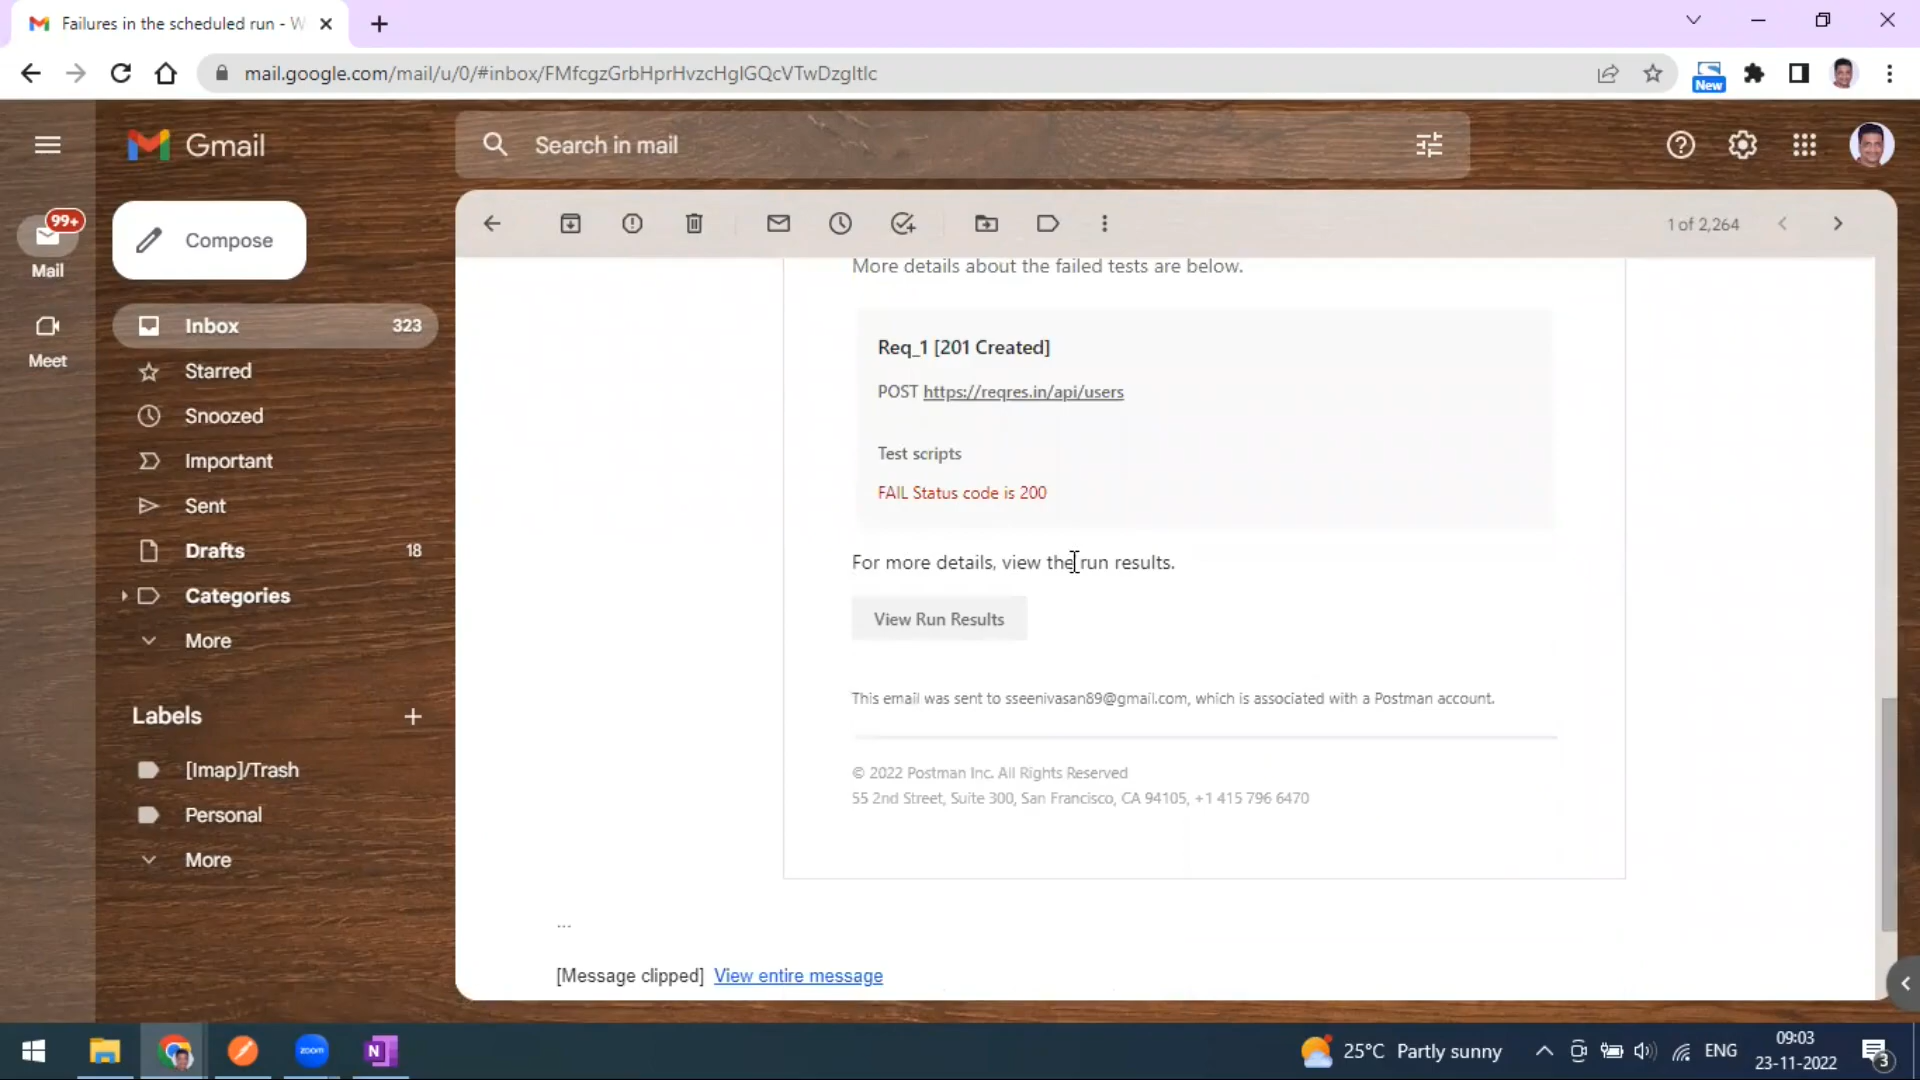 Failures in the scheduled run - W
mail.google.com/mail/u/0/#inbox/FMfcgzGrbHprHvzcHglGQcVTwDzgltlc
New
Gmail
Search in mail
99+
Mail
Meet
Compose
1 of 2,264
Inbox 323
Starred
Snoozed
Important
Sent
Drafts 18
Categories
More
Labels
[Imap]/Trash
Personal
More
More details about the failed tests are below.
Req_1 [201 Created]
POST https://reqres.in/api/users
Test scripts
FAIL Status code is 200
For more details, view the run results.
View Run Results
This email was sent to sseenivasan89@gmail.com, which is associated with a Postman account.
© 2022 Postman Inc. All Rights Reserved
55 2nd Street, Suite 300, San Francisco, CA 94105, +1 415 796 6470
...
[Message clipped] View entire message
zoom
N
25°C Partly sunny
ENG
09:03
23-11-2022
3